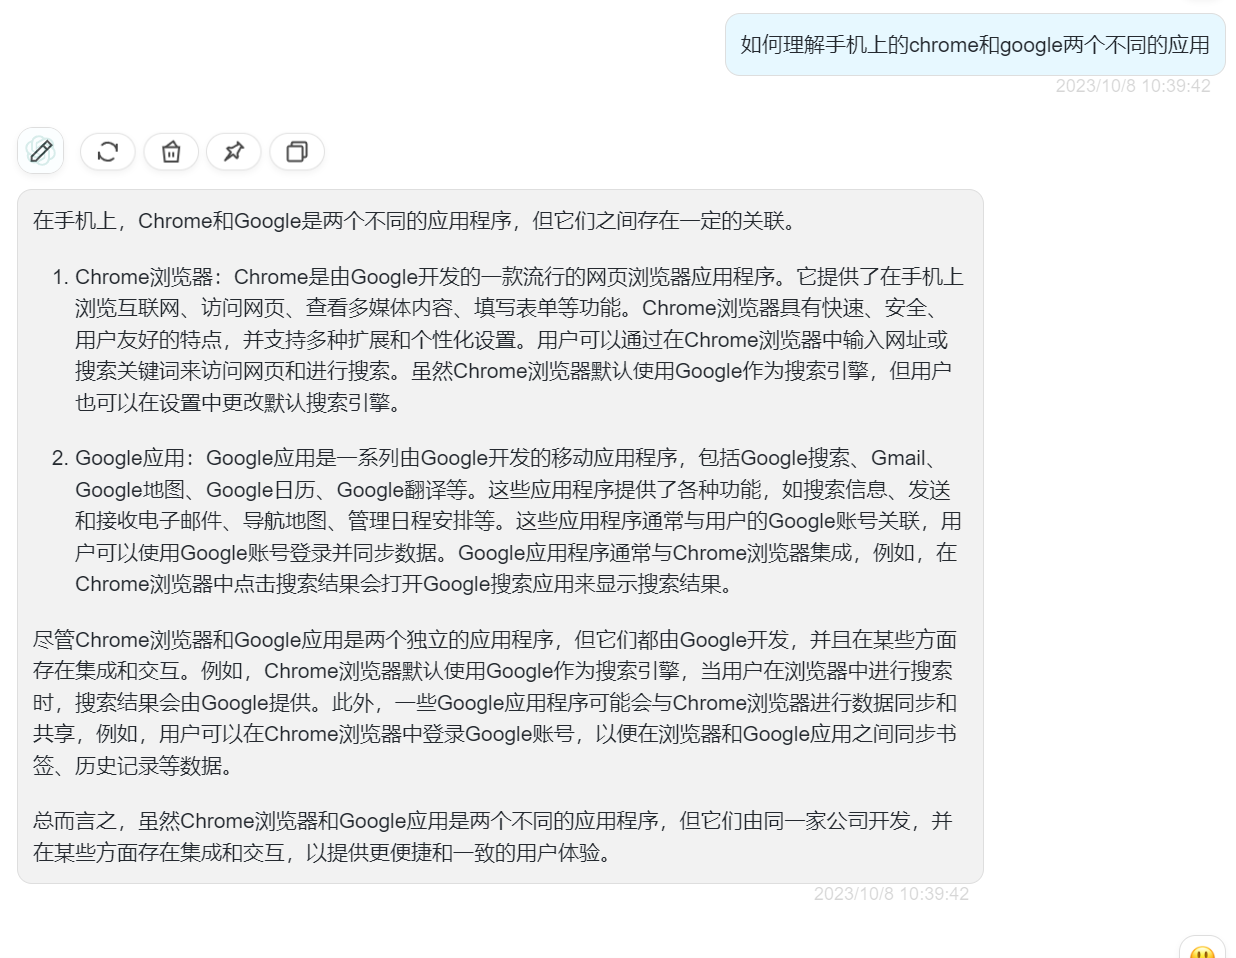 如何理解手机上的chrome和google两个不同的应用
2023/10/8 10:39:42
在手机上，Chrome和Google是两个不同的应用程序，但它们之间存在一定的关联。
1. Chrome浏览器：Chrome是由Google开发的一款流行的网页浏览器应用程序。它提供了在手机上
浏览互联网、访问网页、查看多媒体内容、填写表单等功能。Chrome浏览器具有快速、安全、
用户友好的特点，并支持多种扩展和个性化设置。用户可以通过在Chrome浏览器中输入网址或
搜索关键词来访问网页和进行搜索。虽然Chrome浏览器默认使用Google作为搜索引擎，但用户
也可以在设置中更改默认搜索引擎。
2. Google应用：Google应用是一系列由Google开发的移动应用程序，包括Google搜索、Gmail、
Google地图、Google日历、Google翻译等。这些应用程序提供了各种功能，如搜索信息、发送
和接收电子邮件、导航地图、管理日程安排等。这些应用程序通常与用户的Google账号关联，用
户可以使用Google账号登录并同步数据。Google应用程序通常与Chrome浏览器集成，例如，在
Chrome浏览器中点击搜索结果会打开Google搜索应用来显示搜索结果。
尽管Chrome浏览器和Google应用是两个独立的应用程序，但它们都由Google开发，并且在某些方面
存在集成和交互。例如，Chrome浏览器默认使用Google作为搜索引擎，当用户在浏览器中进行搜索
时，搜索结果会由Google提供。此外，一些Google应用程序可能会与Chrome浏览器进行数据同步和
共享，例如，用户可以在Chrome浏览器中登录Google账号，以便在浏览器和Google应用之间同步书
签、历史记录等数据。
总而言之，虽然Chrome浏览器和Google应用是两个不同的应用程序，但它们由同一家公司开发，并
在某些方面存在集成和交互，以提供更便捷和一致的用户体验。
2023/10/8 10:39:42